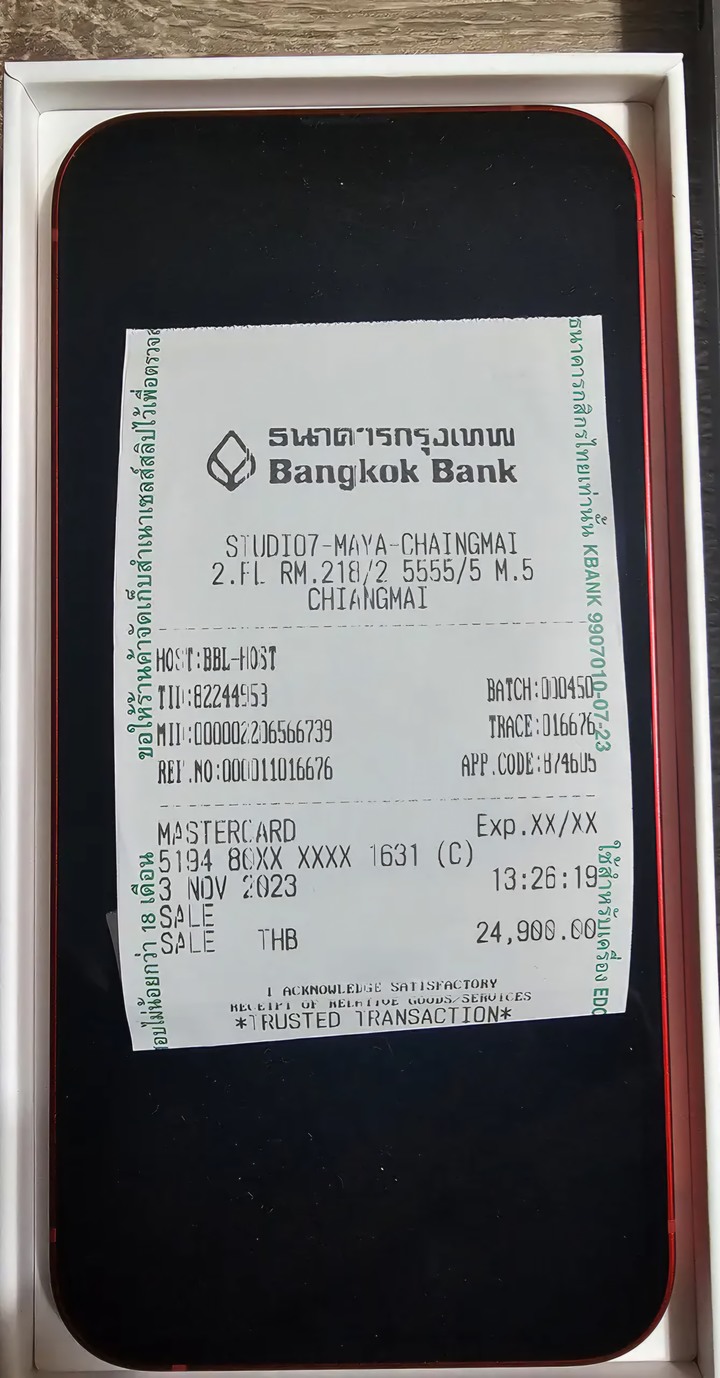 ธนาคารกรุงเทพ
Bangkok Bank
STUDIO7-MAYA-CHAINGMAI
2.FL RM.218/2 5555/5 M.5
CHIANGMAI
HOST:BBL-HOST
TID:82244953 BATCH:000450
MID:000002206566739 TRACE:016676
REF.NO:000011016676 APP.CODE:874605
MASTERCARD Exp.XX/XX
5194 80XX XXXX 1631 (C)
3 NOV 2023 13:26:19
SALE
SALE THB 24,900.00
I ACKNOWLEDGE SATISFACTORY
RECEIPT OF RELATIVE GOODS/SERVICES
*TRUSTED TRANSACTION*
ขอให้ร้านค้าจัดเก็บสำเนาเซลส์สลิปไว้เพื่อตรวจส
อบไม่น้อยกว่า 18 เดือน
ธนาคารกสิกรไทยเท่านั้น KBANK 9907010-07-23
ใช้สำหรับเครื่อง EDC